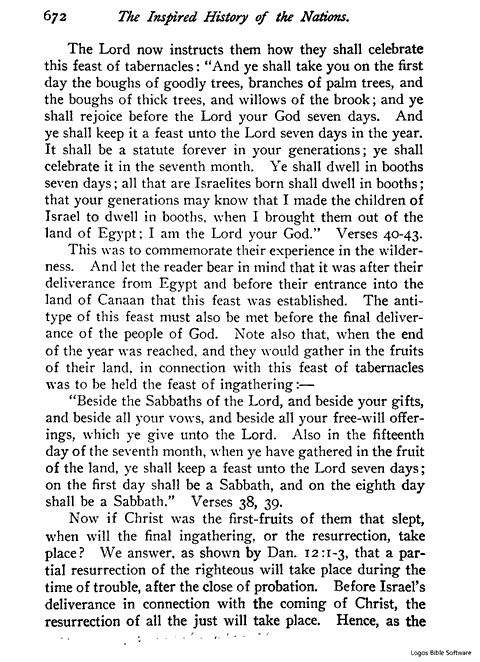 672 The Inspired History of the Nations.
The Lord now instructs them how they shall celebrate
this feast of tabernacles: "And ye shall take you on the first
day the boughs of goodly trees, branches of palm trees, and
the boughs of thick trees, and willows of the brook; and ye
shall rejoice before the Lord your God seven days. And
ye shall keep it a feast unto the Lord seven days in the year.
It shall be a statute forever in your generations; ye shall
celebrate it in the seventh month. Ye shall dwell in booths
seven days; all that are Israelites born shall dwell in booths;
that your generations may know that I made the children of
Israel to dwell in booths, when I brought them out of the
land of Egypt: I am the Lord your God." Verses 40-43.
This was to commemorate their experience in the wilder-
ness. And let the reader bear in mind that it was after their
deliverance from Egypt and before their entrance into the
land of Canaan that this feast was established. The anti-
type of this feast must also be met before the final deliver-
ance of the people of God. Note also that, when the end
of the year was reached, and they would gather in the fruits
of their land, in connection with this feast of tabernacles
was to be held the feast of ingathering:—
"Beside the Sabbaths of the Lord, and beside your gifts,
and beside all your vows, and beside all your free-will offer-
ings, which ye give unto the Lord. Also in the fifteenth
day of the seventh month, when ye have gathered in the fruit
of the land, ye shall keep a feast unto the Lord seven days;
on the first day shall be a Sabbath, and on the eighth day
shall be a Sabbath." Verses 38, 39.
Now if Christ was the first-fruits of them that slept,
when will the final ingathering, or the resurrection, take
place? We answer, as shown by Dan. 12:1-3, that a par-
tial resurrection of the righteous will take place during the
time of trouble, after the close of probation. Before Israel's
deliverance in connection with the coming of Christ, the
resurrection of all the just will take place. Hence, as the
Logos Bible Software